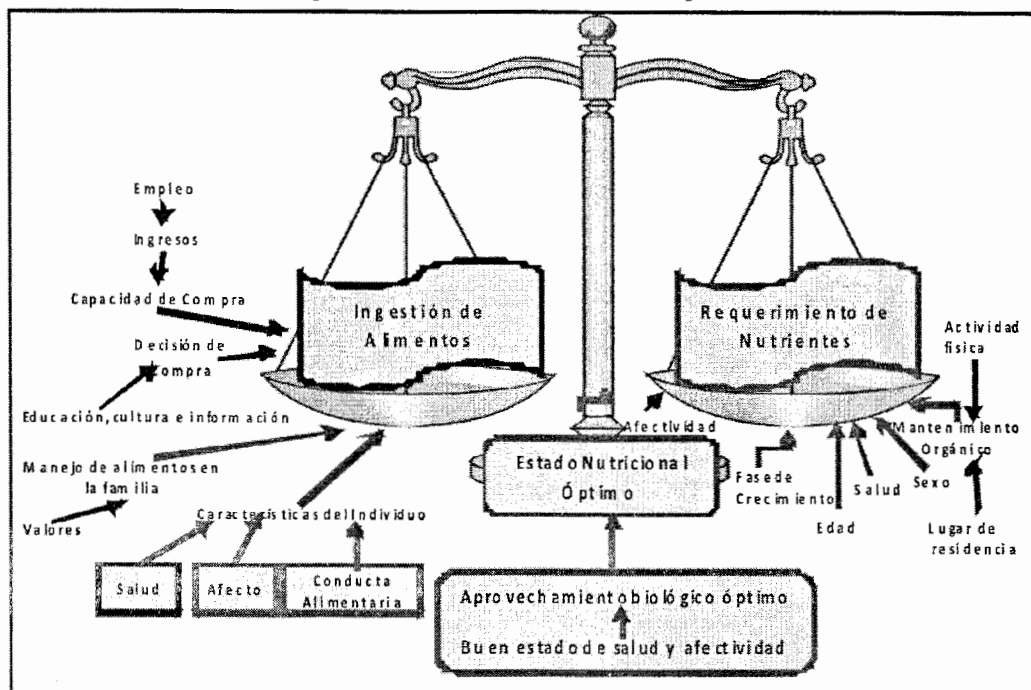 Empleo
Ingresos
Capacidad de Compra
Decisión de
Compra
Educación, cultura e información
Manejo de alimentos en
la familia
Valores
Características del Individuo
Salud
Afecto
Conducta
Alimentaria
Ingestión de
Alimentos
Requerimiento de
Nutrientes
Actividad
física
Mantenimiento
Orgánico
Afectividad
Fase de
Crecimiento
Edad
Salud
Sexo
Lugar de
residencia
Estado Nutricional
Óptimo
Aprovechamiento biológico óptimo
Buen estado de salud y afectividad